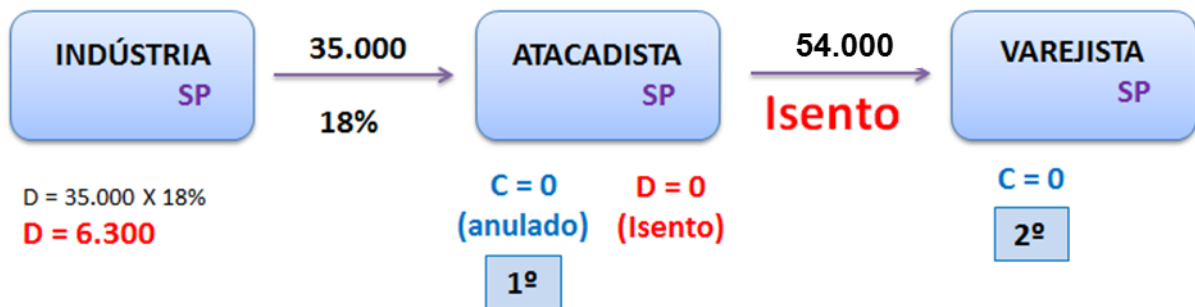 INDÚSTRIA
SP
35.000
18%
ATACADISTA
SP
54.000
Isento
VAREJISTA
SP
D = 35.000 X 18%
D = 6.300
C = 0
(anulado)
1º
D = 0
(Isento)
C = 0
2º